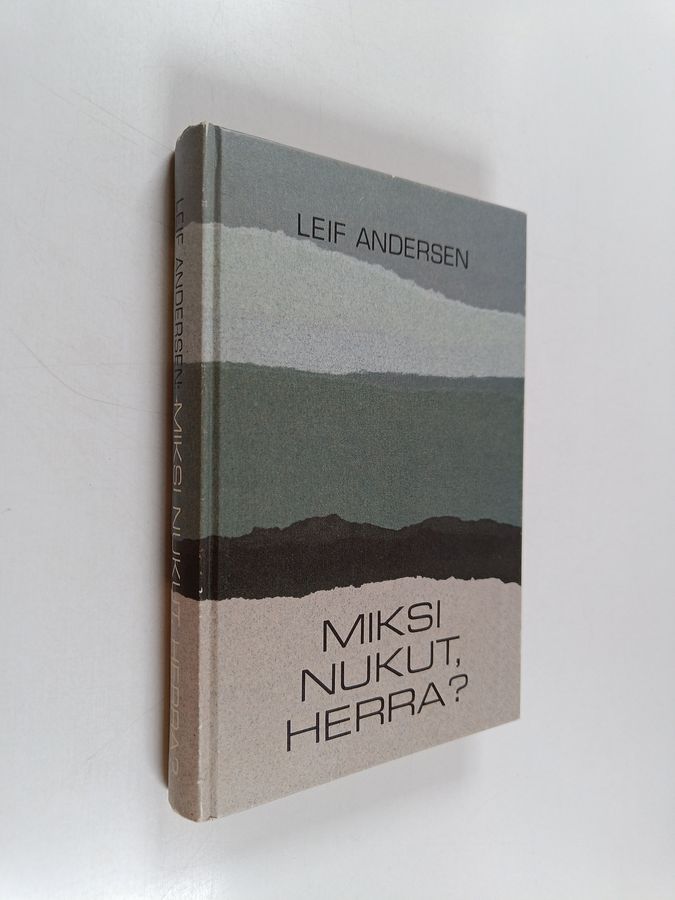 LEIF ANDERSEN
MIKSI
NUKUT,
HERRA?
LEIF ANDERSEN: MIKSI NUKUT, HERRA?